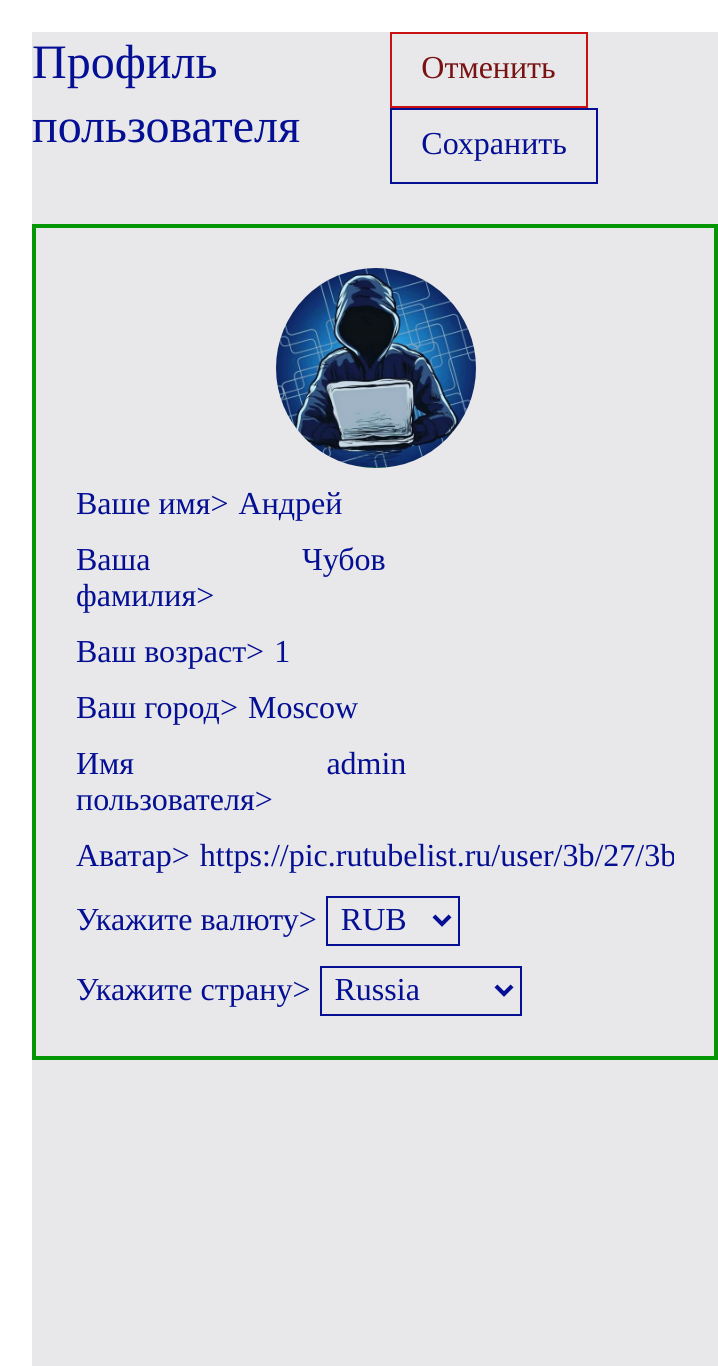 Профиль
пользователя
Отменить
Сохранить
Ваше имя> Андрей
Ваша Чубов
фамилия>
Ваш возраст> 1
Ваш город> Moscow
Имя admin
пользователя>
Аватар> https://pic.rutubelist.ru/user/3b/27/3b
Укажите валюту> RUB
Укажите страну> Russia